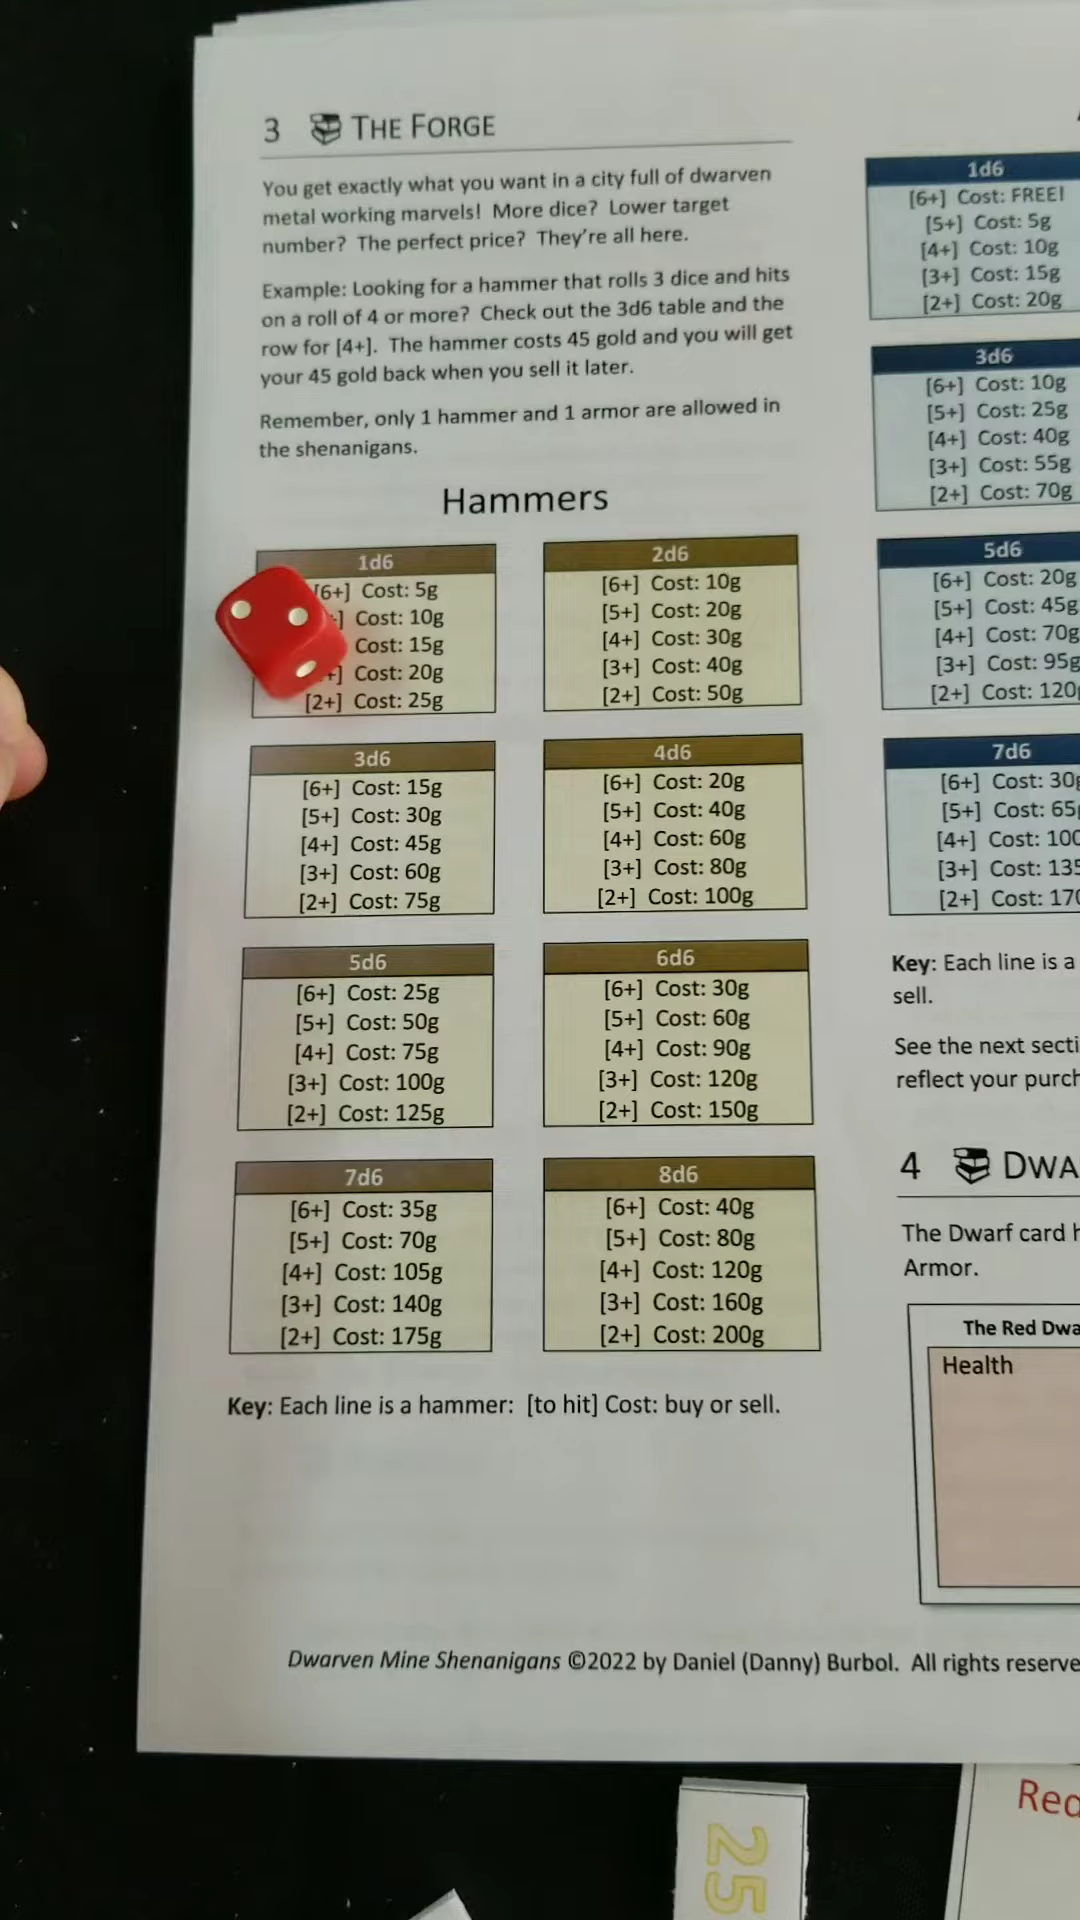 3 THE FORGE
You get exactly what you want in a city full of dwarven
metal working marvels! More dice? Lower target
number? The perfect price? They're all here.
Example: Looking for a hammer that rolls 3 dice and hits
on a roll of 4 or more? Check out the 3d6 table and the
row for [4+]. The hammer costs 45 gold and you will get
your 45 gold back when you sell it later.
Remember, only 1 hammer and 1 armor are allowed in
the shenanigans.
Hammers
1d6
[6+] Cost: 5g
] Cost: 10g
Cost: 15g
+] Cost: 20g
[2+] Cost: 25g
2d6
[6+] Cost: 10g
[5+] Cost: 20g
[4+] Cost: 30g
[3+] Cost: 40g
[2+] Cost: 50g
3d6
[6+] Cost: 15g
[5+] Cost: 30g
[4+] Cost: 45g
[3+] Cost: 60g
[2+] Cost: 75g
4d6
[6+] Cost: 20g
[5+] Cost: 40g
[4+] Cost: 60g
[3+] Cost: 80g
[2+] Cost: 100g
5d6
[6+] Cost: 25g
[5+] Cost: 50g
[4+] Cost: 75g
[3+] Cost: 100g
[2+] Cost: 125g
6d6
[6+] Cost: 30g
[5+] Cost: 60g
[4+] Cost: 90g
[3+] Cost: 120g
[2+] Cost: 150g
7d6
[6+] Cost: 35g
[5+] Cost: 70g
[4+] Cost: 105g
[3+] Cost: 140g
[2+] Cost: 175g
8d6
[6+] Cost: 40g
[5+] Cost: 80g
[4+] Cost: 120g
[3+] Cost: 160g
[2+] Cost: 200g
Key: Each line is a hammer: [to hit] Cost: buy or sell.
1d6
[6+] Cost: FREE!
[5+] Cost: 5g
[4+] Cost: 10g
[3+] Cost: 15g
[2+] Cost: 20g
3d6
[6+] Cost: 10g
[5+] Cost: 25g
[4+] Cost: 40g
[3+] Cost: 55g
[2+] Cost: 70g
5d6
[6+] Cost: 20g
[5+] Cost: 45g
[4+] Cost: 70g
[3+] Cost: 95g
[2+] Cost: 120g
7d6
[6+] Cost: 30g
[5+] Cost: 65g
[4+] Cost: 100
[3+] Cost: 135
[2+] Cost: 170
Key: Each line is a
sell.
See the next secti
reflect your purch
4 DWA
The Dwarf card h
Armor.
The Red Dwa
Health
Dwarven Mine Shenanigans ©2022 by Daniel (Danny) Burbol. All rights reserve
25
Red